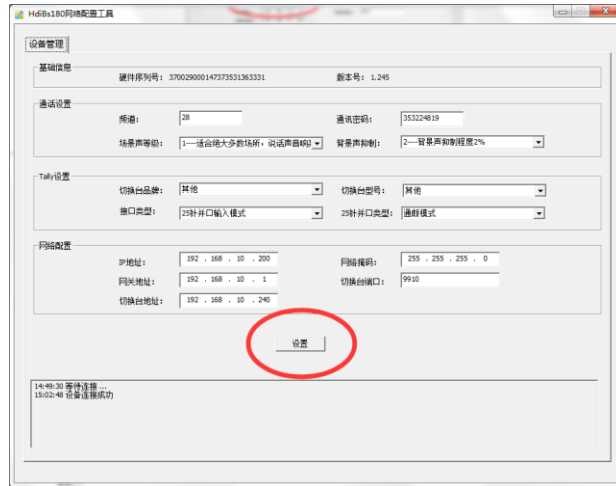 HdiBs180网络配置工具
设备管理
基础信息
硬件序列号： 370029000147373531363331 版本号： 1.245
通话设置
频道： 28 通讯密码： 353224819
场景声等级： 1---适合绝大多数场所，说话声音响 背景声抑制： 2---背景声抑制程度2%
Tally设置
切换台品牌： 其他 切换台型号： 其他
接口类型： 25针并口输入模式 25针并口类型： 通断模式
网络配置
IP地址： 192 . 168 . 10 . 200 网络掩码： 255 . 255 . 255 . 0
网关地址： 192 . 168 . 10 . 1 切换台端口： 9910
切换台地址： 192 . 168 . 10 . 240
设置
14:49:30 等待连接 ...
15:02:48 设备连接成功